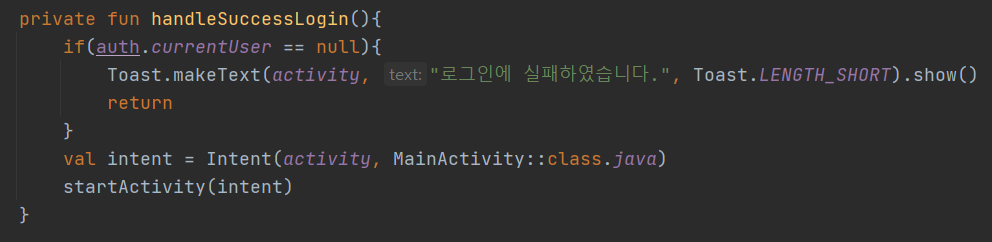 private fun handleSuccessLogin(){
if(auth.currentUser == null){
Toast.makeText(activity, text: "로그인에 실패하였습니다.", Toast.LENGTH_SHORT).show()
return
}
val intent = Intent(activity, MainActivity::class.java)
startActivity(intent)
}